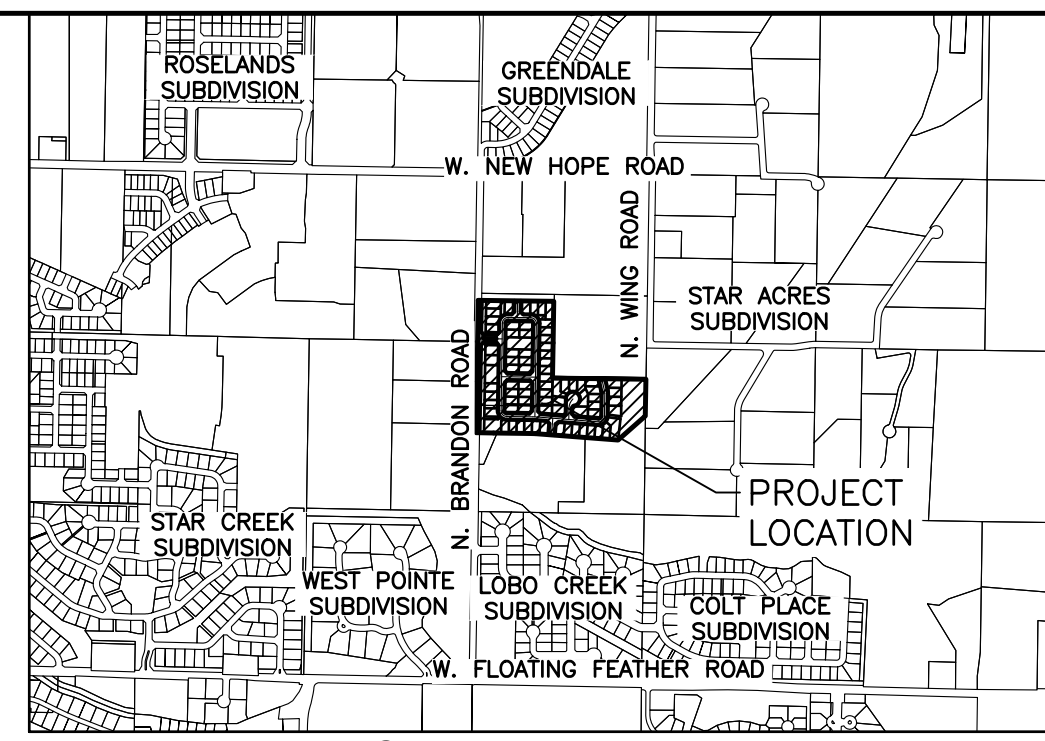 ROSELANDS
SUBDIVISION
GREENDALE
SUBDIVISION
W. NEW HOPE ROAD
N. WING ROAD
STAR ACRES
SUBDIVISION
N. BRANDON ROAD
PROJECT
LOCATION
STAR CREEK
SUBDIVISION
WEST POINTE
SUBDIVISION
LOBO CREEK
SUBDIVISION
COLT PLACE
SUBDIVISION
W. FLOATING FEATHER ROAD